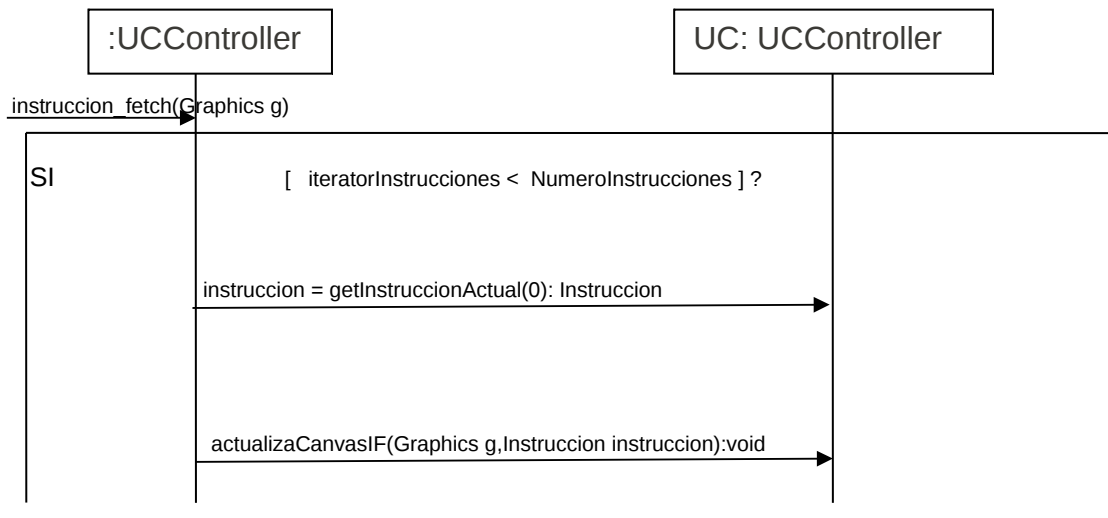 :UCController
UC: UCController
instruccion_fetch(Graphics g)
SI
[ iteratorInstrucciones < NumeroInstrucciones ] ?
instruccion = getInstruccionActual(0): Instruccion
actualizaCanvasIF(Graphics g,Instruccion instruccion):void